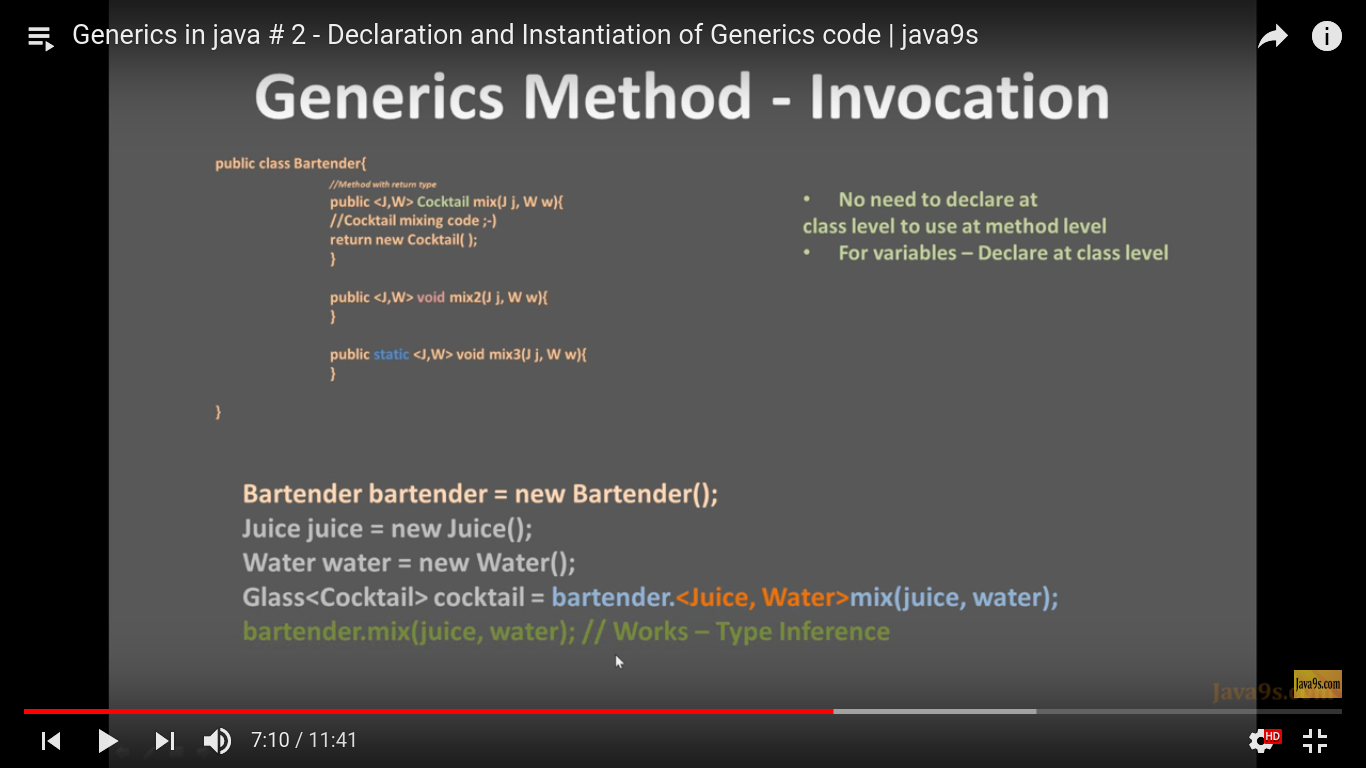 Generics in java # 2 - Declaration and Instantiation of Generics code | java9s
Generics Method - Invocation
public class Bartender{
//Method with return type
public <J,W> Cocktail mix(J j, W w){
//Cocktail mixing code ;-)
return new Cocktail( );
}
public <J,W> void mix2(J j, W w){
}
public static <J,W> void mix3(J j, W w){
}
}
• No need to declare at
class level to use at method level
• For variables – Declare at class level
Bartender bartender = new Bartender();
Juice juice = new Juice();
Water water = new Water();
Glass<Cocktail> cocktail = bartender.<Juice, Water>mix(juice, water);
bartender.mix(juice, water); // Works – Type Inference
Java9s.com
Java9s.com
7:10 / 11:41
HD